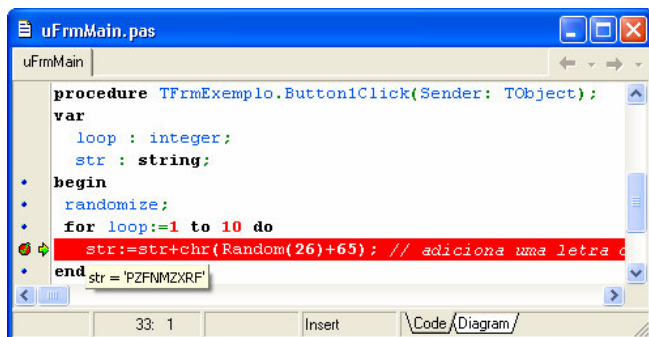 uFrmMain.pas
uFrmMain
procedure TFrmExemplo.Button1Click(Sender: TObject);
var
loop : integer;
str : string;
begin
randomize;
for loop:=1 to 10 do
str:=str+chr(Random(26)+65); // adiciona uma letra
end
str = 'PZFNMZXRF'
33: 1
Insert
\Code/Diagram/